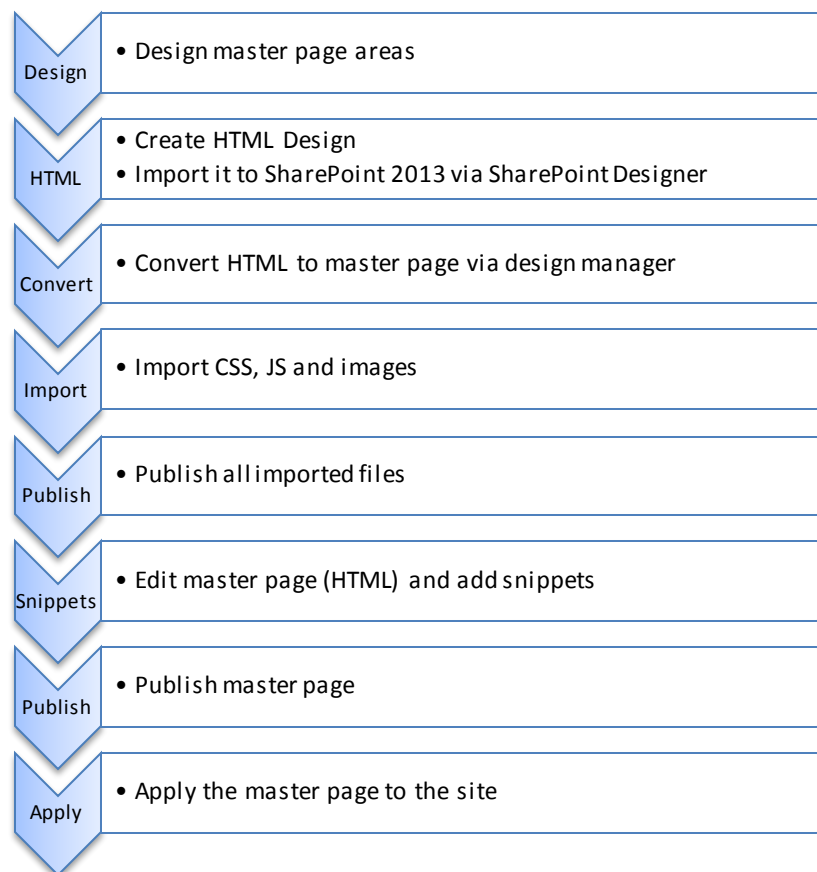 Design
• Design master page areas
HTML
• Create HTML Design
• Import it to SharePoint 2013 via SharePoint Designer
Convert
• Convert HTML to master page via design manager
Import
• Import CSS, JS and images
Publish
• Publish all imported files
Snippets
• Edit master page (HTML) and add snippets
Publish
• Publish master page
Apply
• Apply the master page to the site